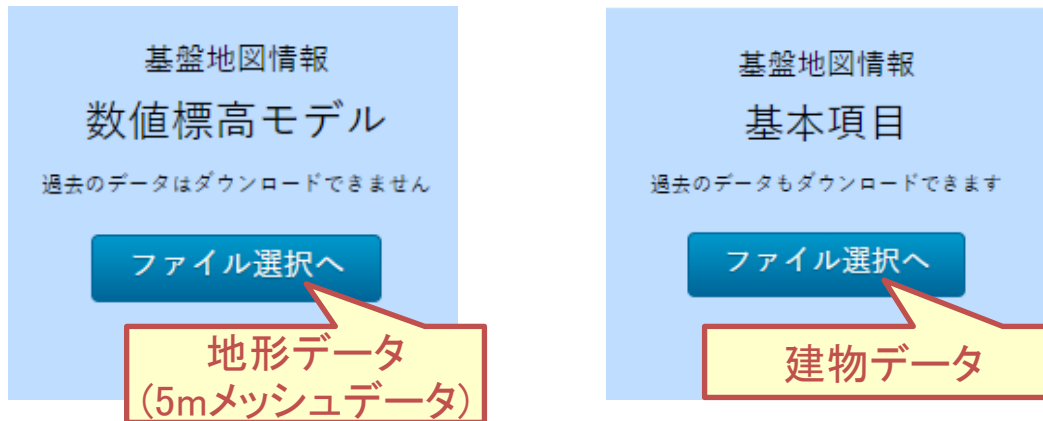 基盤地図情報
数値標高モデル
過去のデータはダウンロードできません
ファイル選択へ
地形データ
(5mメッシュデータ)
基盤地図情報
基本項目
過去のデータもダウンロードできます
ファイル選択へ
建物データ